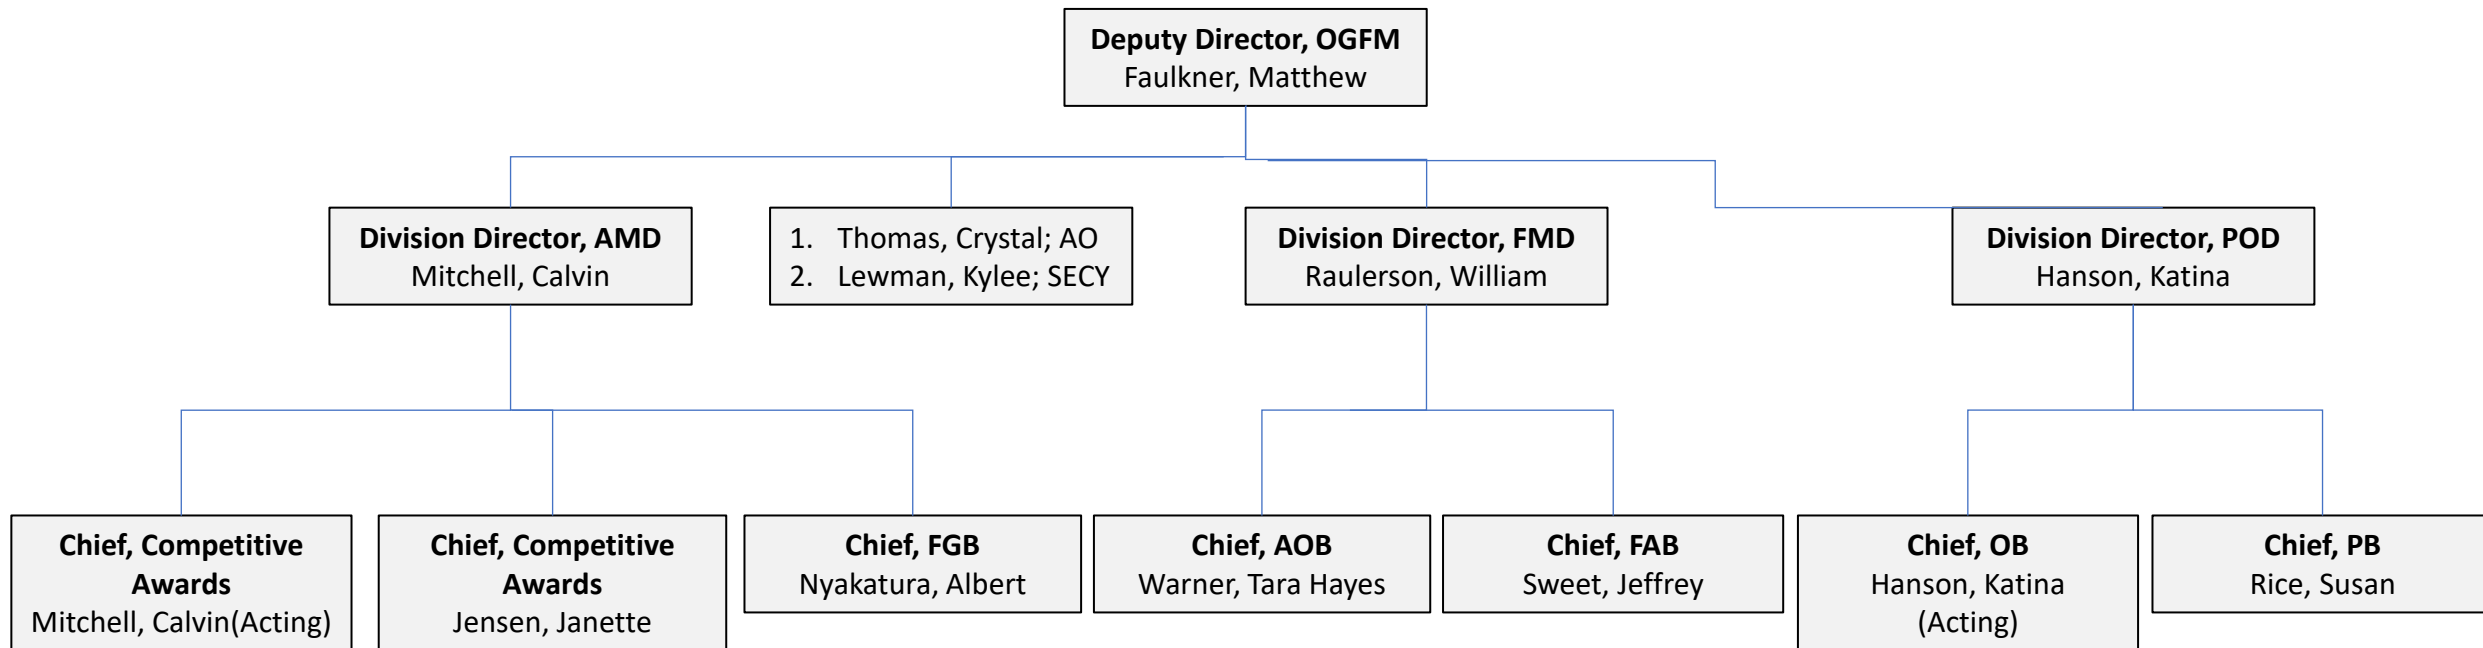 Deputy Director, OGFM
Faulkner, Matthew
Division Director, AMD
Mitchell, Calvin
1. Thomas, Crystal; AO
2. Lewman, Kylee; SECY
Division Director, FMD
Raulerson, William
Division Director, POD
Hanson, Katina
Chief, Competitive
Awards
Mitchell, Calvin(Acting)
Chief, Competitive
Awards
Jensen, Janette
Chief, FGB
Nyakatura, Albert
Chief, AOB
Warner, Tara Hayes
Chief, FAB
Sweet, Jeffrey
Chief, OB
Hanson, Katina
(Acting)
Chief, PB
Rice, Susan